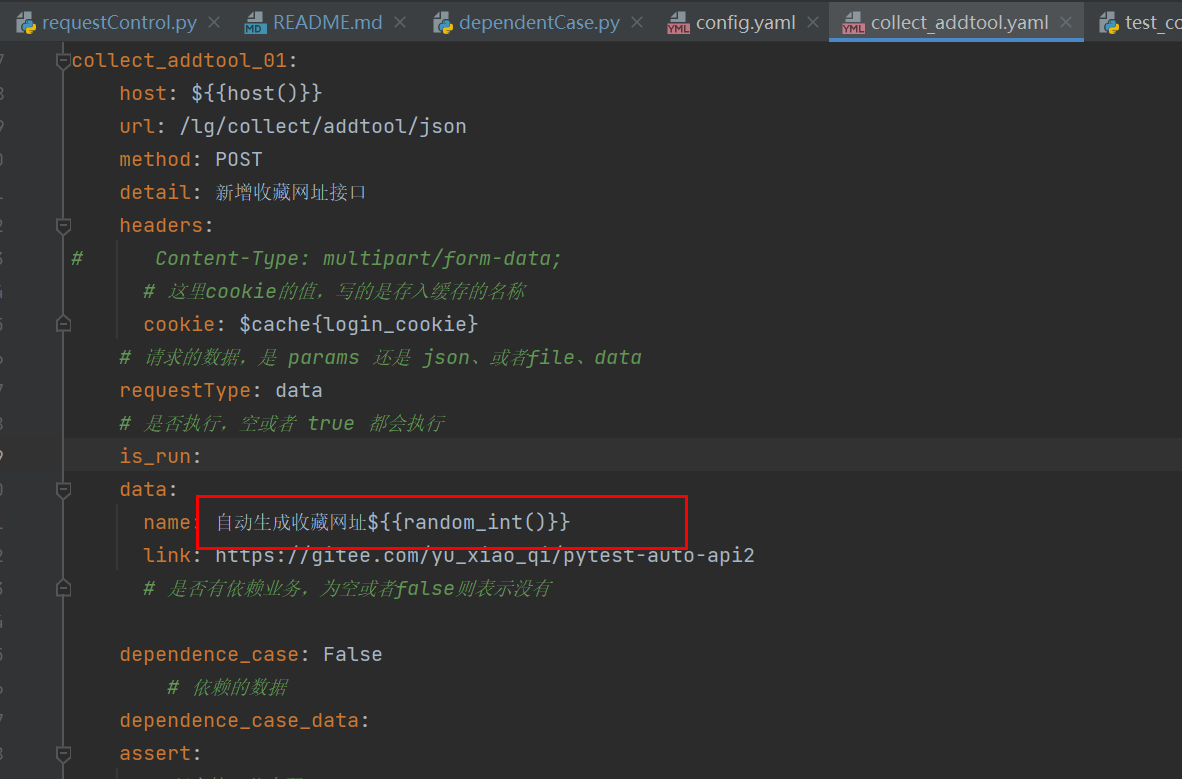 requestControl.py × README.md × dependentCase.py × config.yaml × collect_addtool.yaml × test_co
collect_addtool_01:
host: ${{host()}}
url: /lg/collect/addtool/json
method: POST
detail: 新增收藏网址接口
headers:
# Content-Type: multipart/form-data;
# 这里cookie的值，写的是存入缓存的名称
cookie: $cache{login_cookie}
# 请求的数据，是 params 还是 json、或者file、data
requestType: data
# 是否执行，空或者 true 都会执行
is_run:
data:
name: 自动生成收藏网址${{random_int()}}
link: https://gitee.com/yu_xiao_qi/pytest-auto-api2
# 是否有依赖业务，为空或者false则表示没有
dependence_case: False
# 依赖的数据
dependence_case_data:
assert: